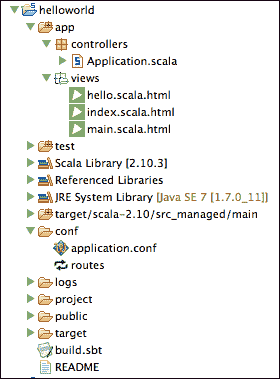 helloworld
app
controllers
Application.scala
views
hello.scala.html
index.scala.html
main.scala.html
test
Scala Library [2.10.3]
Referenced Libraries
JRE System Library [Java SE 7 [1.7.0_11]]
target/scala-2.10/src_managed/main
conf
application.conf
routes
logs
project
public
target
build.sbt
README